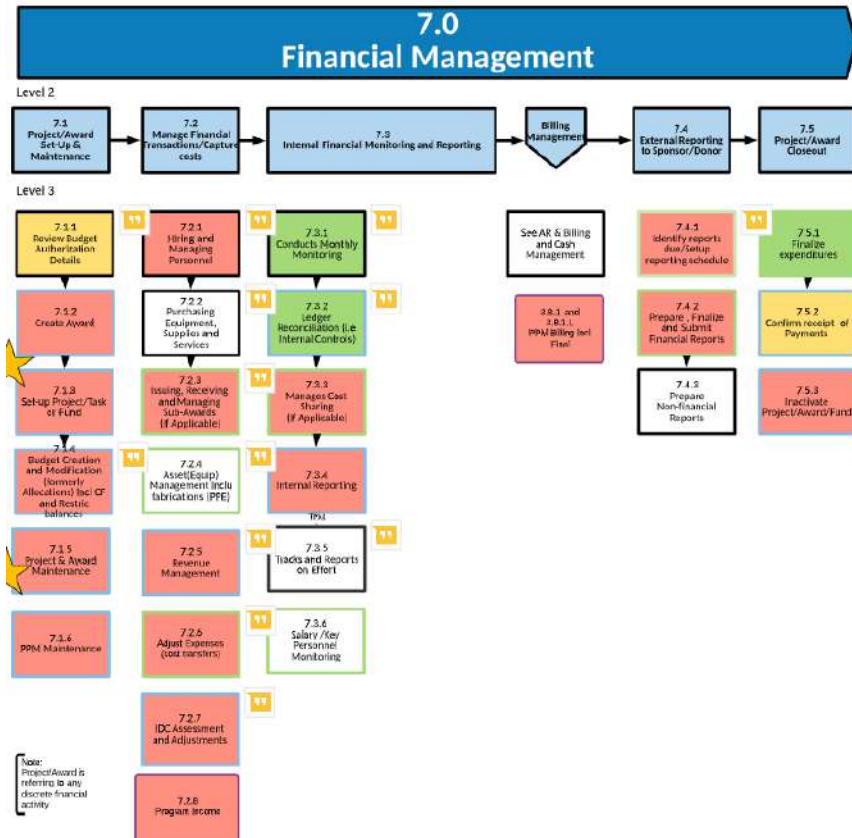 7.0
Financial Management
Level 2
7.1
Project/Award
Set-Up &
Maintenance
7.2
Manage Financial
Transactions/Capture
costs
7.3
Internal Financial Monitoring and Reporting
Billing
Management
7.4
External Reporting
to Sponsor/Donor
7.5
Project/Award
Closeout
Level 3
7.1.1
Review Budget
Authorization
Details
7.1.2
Create Award
7.1.3
Set-up Project/Task
or Fund
7.1.4
Budget Creation
and Modification
(formerly
Allocations) Incl CF
and Restric
balances
7.1.5
Project & Award
Maintenance
7.1.6
PPM Maintenance
Note:
Project/Award is
referring to any
discrete financial
activity
7.2.1
Hiring and
Managing
Personnel
7.2.2
Purchasing
Equipment,
Supplies and
Services
7.2.3
Issuing, Receiving
and Managing
Sub-Awards
(if Applicable)
7.2.4
Asset(Equip)
Management Inclu
fabrications (PPE)
7.2.5
Revenue
Management
7.2.6
Adjust Expenses
(cost transfers)
7.2.7
IDC Assessment
and Adjustments
7.2.8
Program Income
7.3.1
Conducts Monthly
Monitoring
7.3.2
Ledger
Reconciliation (i.e
Internal Controls)
7.3.3
Manages Cost
Sharing
(If Applicable)
7.3.4
Internal Reporting
7.3.5
Tracks and Reports
on Effort
7.3.6
Salary /Key
Personnel
Monitoring
See AR & Billing
and Cash
Management
PPM Billing Incl
Final
7.4.1
Identify reports
due/Setup
reporting schedule
7.4.2
Prepare , Finalize
and Submit
Financial Reports
7.4.3
Prepare
Non-financial
Reports
7.5.1
Finalize
expenditures
7.5.2
Confirm receipt of
Payments
7.5.3
Inactivate
Project/Award/Fund